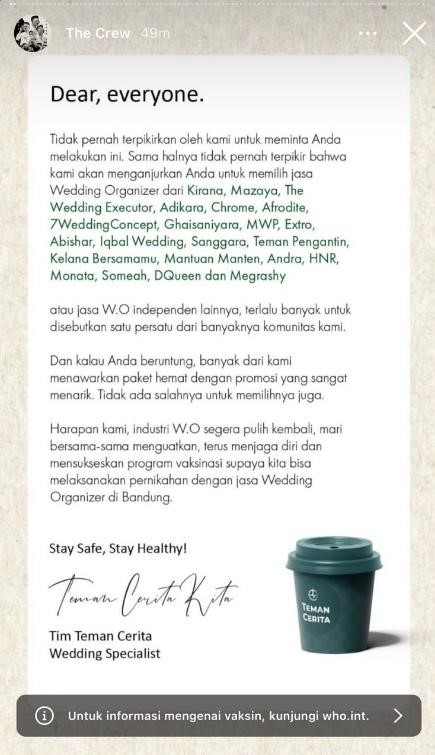 The Crew 49m
Dear, everyone.
Tidak pernah terpikirkan oleh kami untuk meminta Anda
melakukan ini. Sama halnya tidak pernah terpikir bahwa
kami akan menganjurkan Anda untuk memilih jasa
Wedding Organizer dari Kirana, Mazaya, The
Wedding Executor, Adikara, Chrome, Afrodite,
7WeddingConcept, Ghaisaniyara, MWP, Extro,
Abishar, Iqbal Wedding, Sanggara, Teman Pengantin,
Kelana Bersamamu, Mantuan Manten, Andra, HNR,
Monata, Someah, DQueen dan Megrashy
atau jasa W.O independen lainnya, terlalu banyak untuk
disebutkan satu persatu dari banyaknya komunitas kami.
Dan kalau Anda beruntung, banyak dari kami
menawarkan paket hemat dengan promosi yang sangat
menarik. Tidak ada salahnya untuk memilihnya juga.
Harapan kami, industri W.O segera pulih kembali, mari
bersama-sama menguatkan, terus menjaga diri dan
mensukseskan program vaksinasi supaya kita bisa
melaksanakan pernikahan dengan jasa Wedding
Organizer di Bandung.
Stay Safe, Stay Healthy!
Teman Cerita Kita
Tim Teman Cerita
Wedding Specialist
TEMAN
CERITA
Untuk informasi mengenai vaksin, kunjungi who.int.